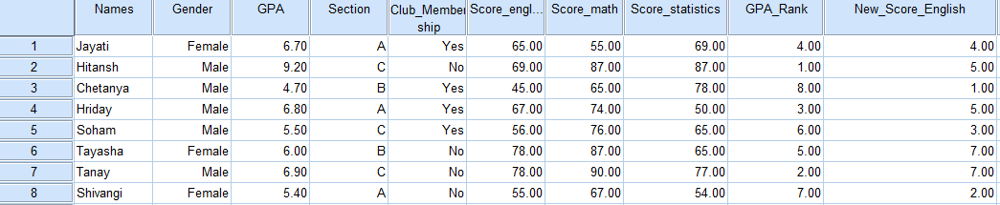 Names Gender GPA Section Club_Membership Score_engl... Score_math Score_statistics GPA_Rank New_Score_English
1 Jayati Female 6.70 A Yes 65.00 55.00 69.00 4.00 4.00
2 Hitansh Male 9.20 C No 69.00 87.00 87.00 1.00 5.00
3 Chetanya Male 4.70 B Yes 45.00 65.00 78.00 8.00 1.00
4 Hriday Male 6.80 A Yes 67.00 74.00 50.00 3.00 5.00
5 Soham Male 5.50 C Yes 56.00 76.00 65.00 6.00 3.00
6 Tayasha Female 6.00 B No 78.00 87.00 65.00 5.00 7.00
7 Tanay Male 6.90 C No 78.00 90.00 77.00 2.00 7.00
8 Shivangi Female 5.40 A No 55.00 67.00 54.00 7.00 2.00